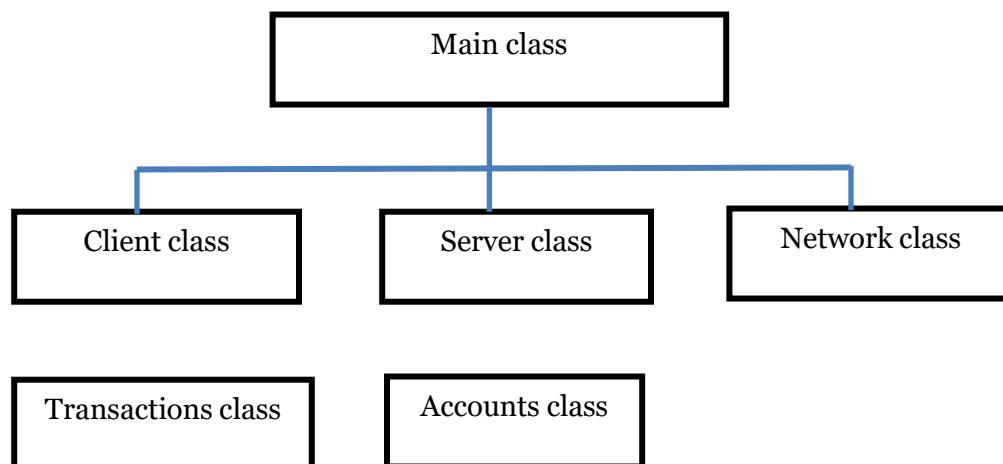 Main class
Client class
Server class
Network class
Transactions class
Accounts class